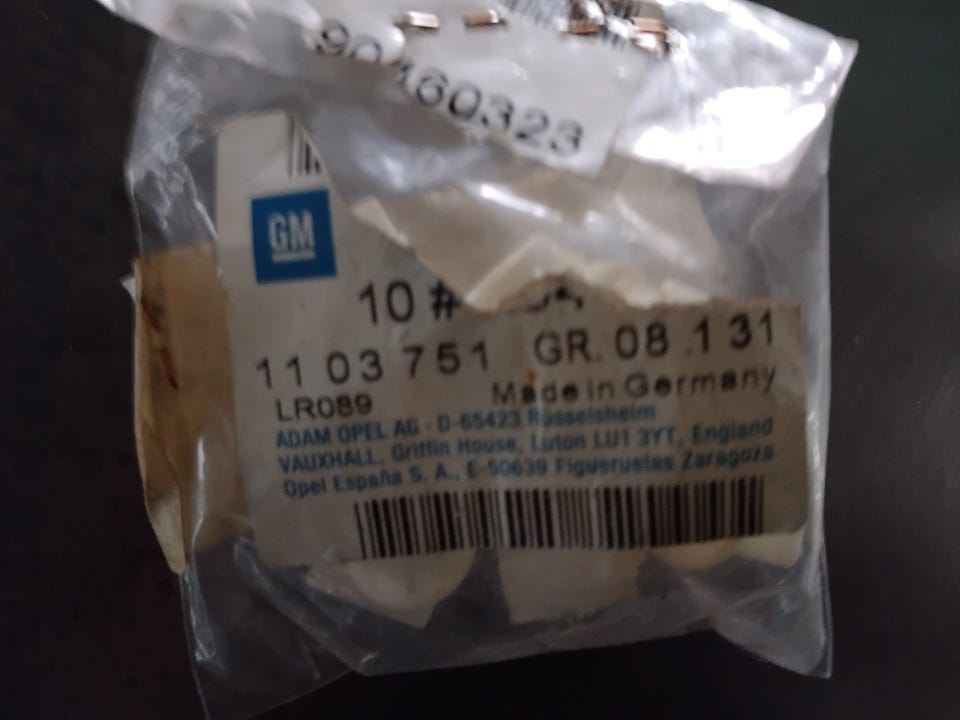 90460323
GM
10 #
11 03 751 GR. 08 .131
LR089 Made in Germany
ADAM OPEL AG - D-65423 Rüsselsheim
VAUXHALL, Griffin House, Luton LU1 3YT, England
Opel España S. A., E-50639 Figueruelas Zaragoza